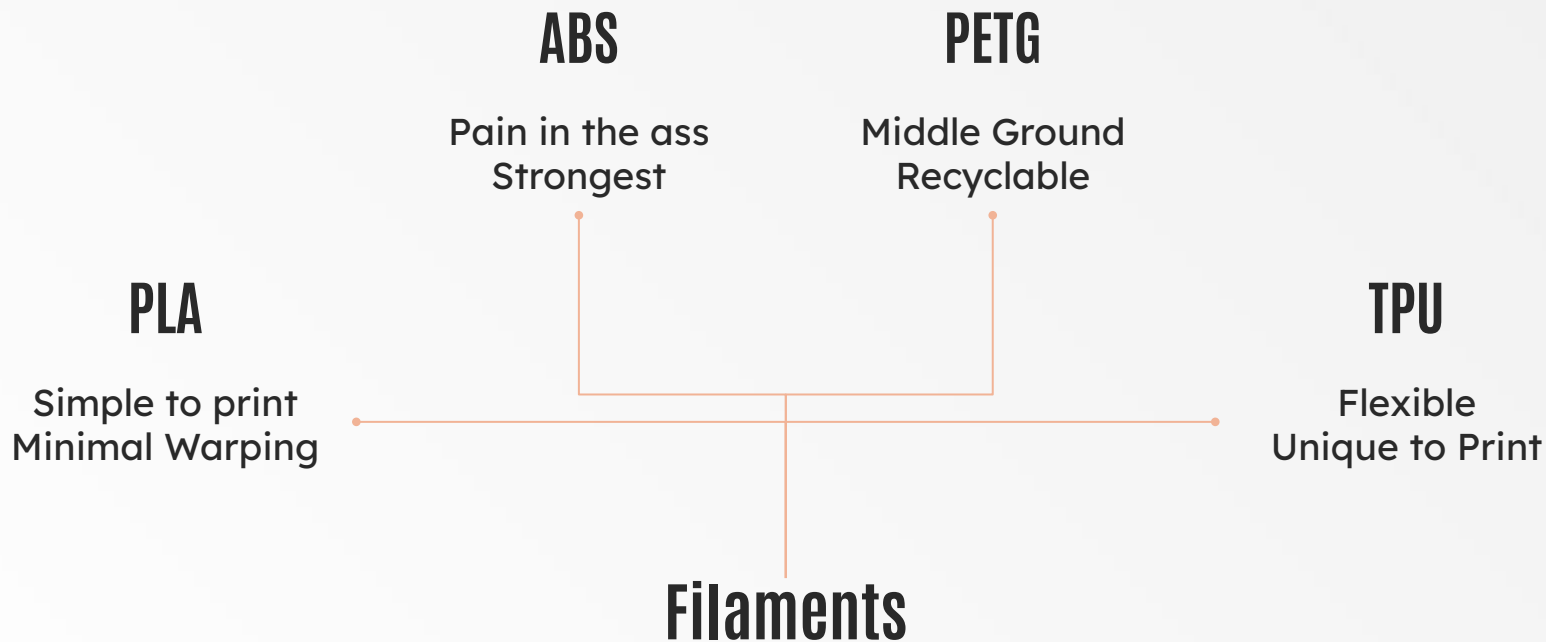 ABS
Pain in the ass
Strongest
PETG
Middle Ground
Recyclable
PLA
Simple to print
Minimal Warping
TPU
Flexible
Unique to Print
Filaments